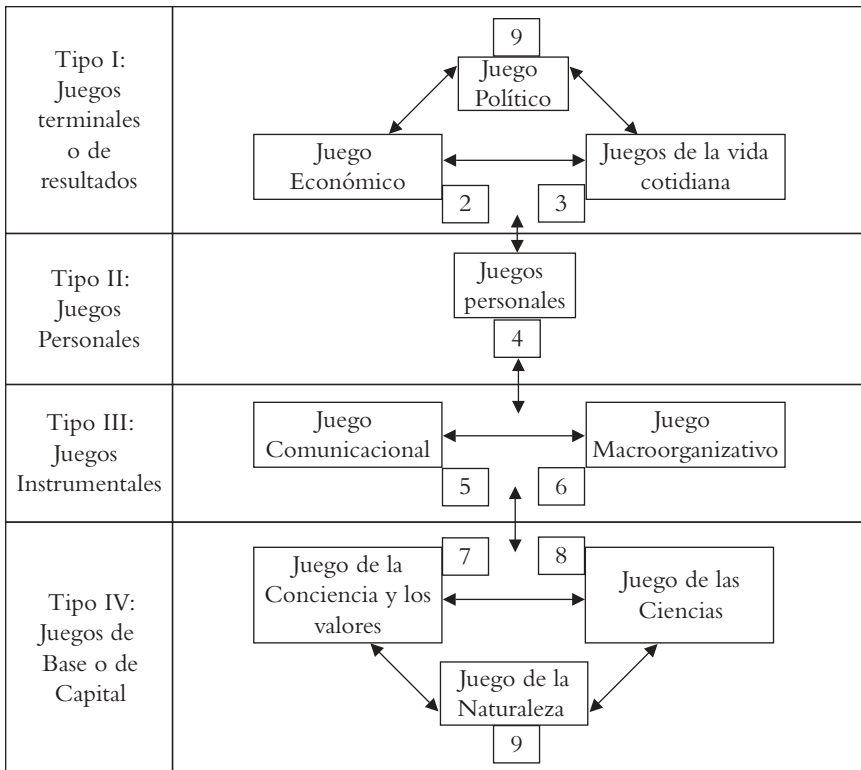 Tipo I:
Juegos
terminales
o de
resultados
9
Juego
Político
Juego
Económico
2
Juegos de la vida
cotidiana
3
Tipo II:
Juegos
Personales
Juegos
personales
4
Tipo III:
Juegos
Instrumentales
Juego
Comunicacional
5
Juego
Macroorganizativo
6
Tipo IV:
Juegos de
Base o de
Capital
7
Juego de la
Conciencia y los
valores
8
Juego de las
Ciencias
Juego de la
Naturaleza
9